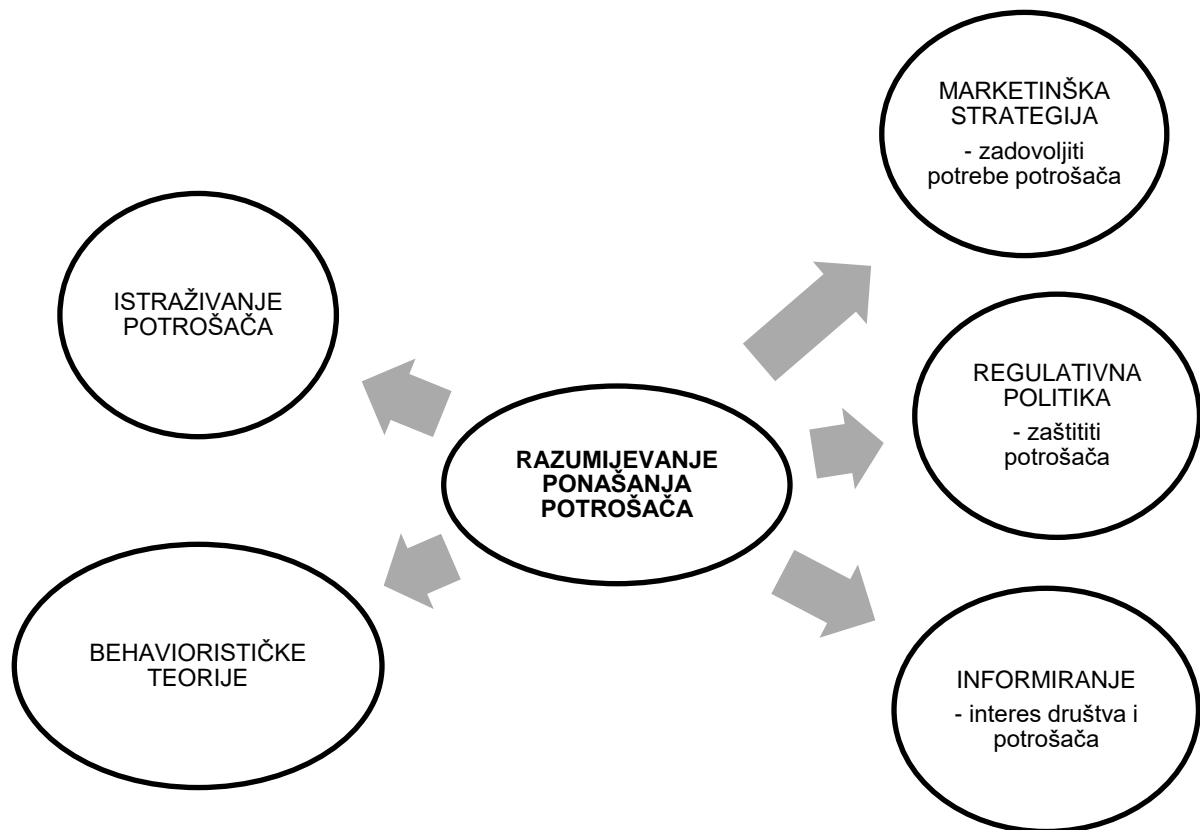 ISTRAŽIVANJE
POTROŠAČA
BEHAVIORISTIČKE
TEORIJE
RAZUMIJEVANJE
PONAŠANJA
POTROŠAČA
MARKETINŠKA
STRATEGIJA
- zadovoljiti
potrebe potrošača
REGULATIVNA
POLITIKA
- zaštititi
potrošača
INFORMIRANJE
- interes društva i
potrošača